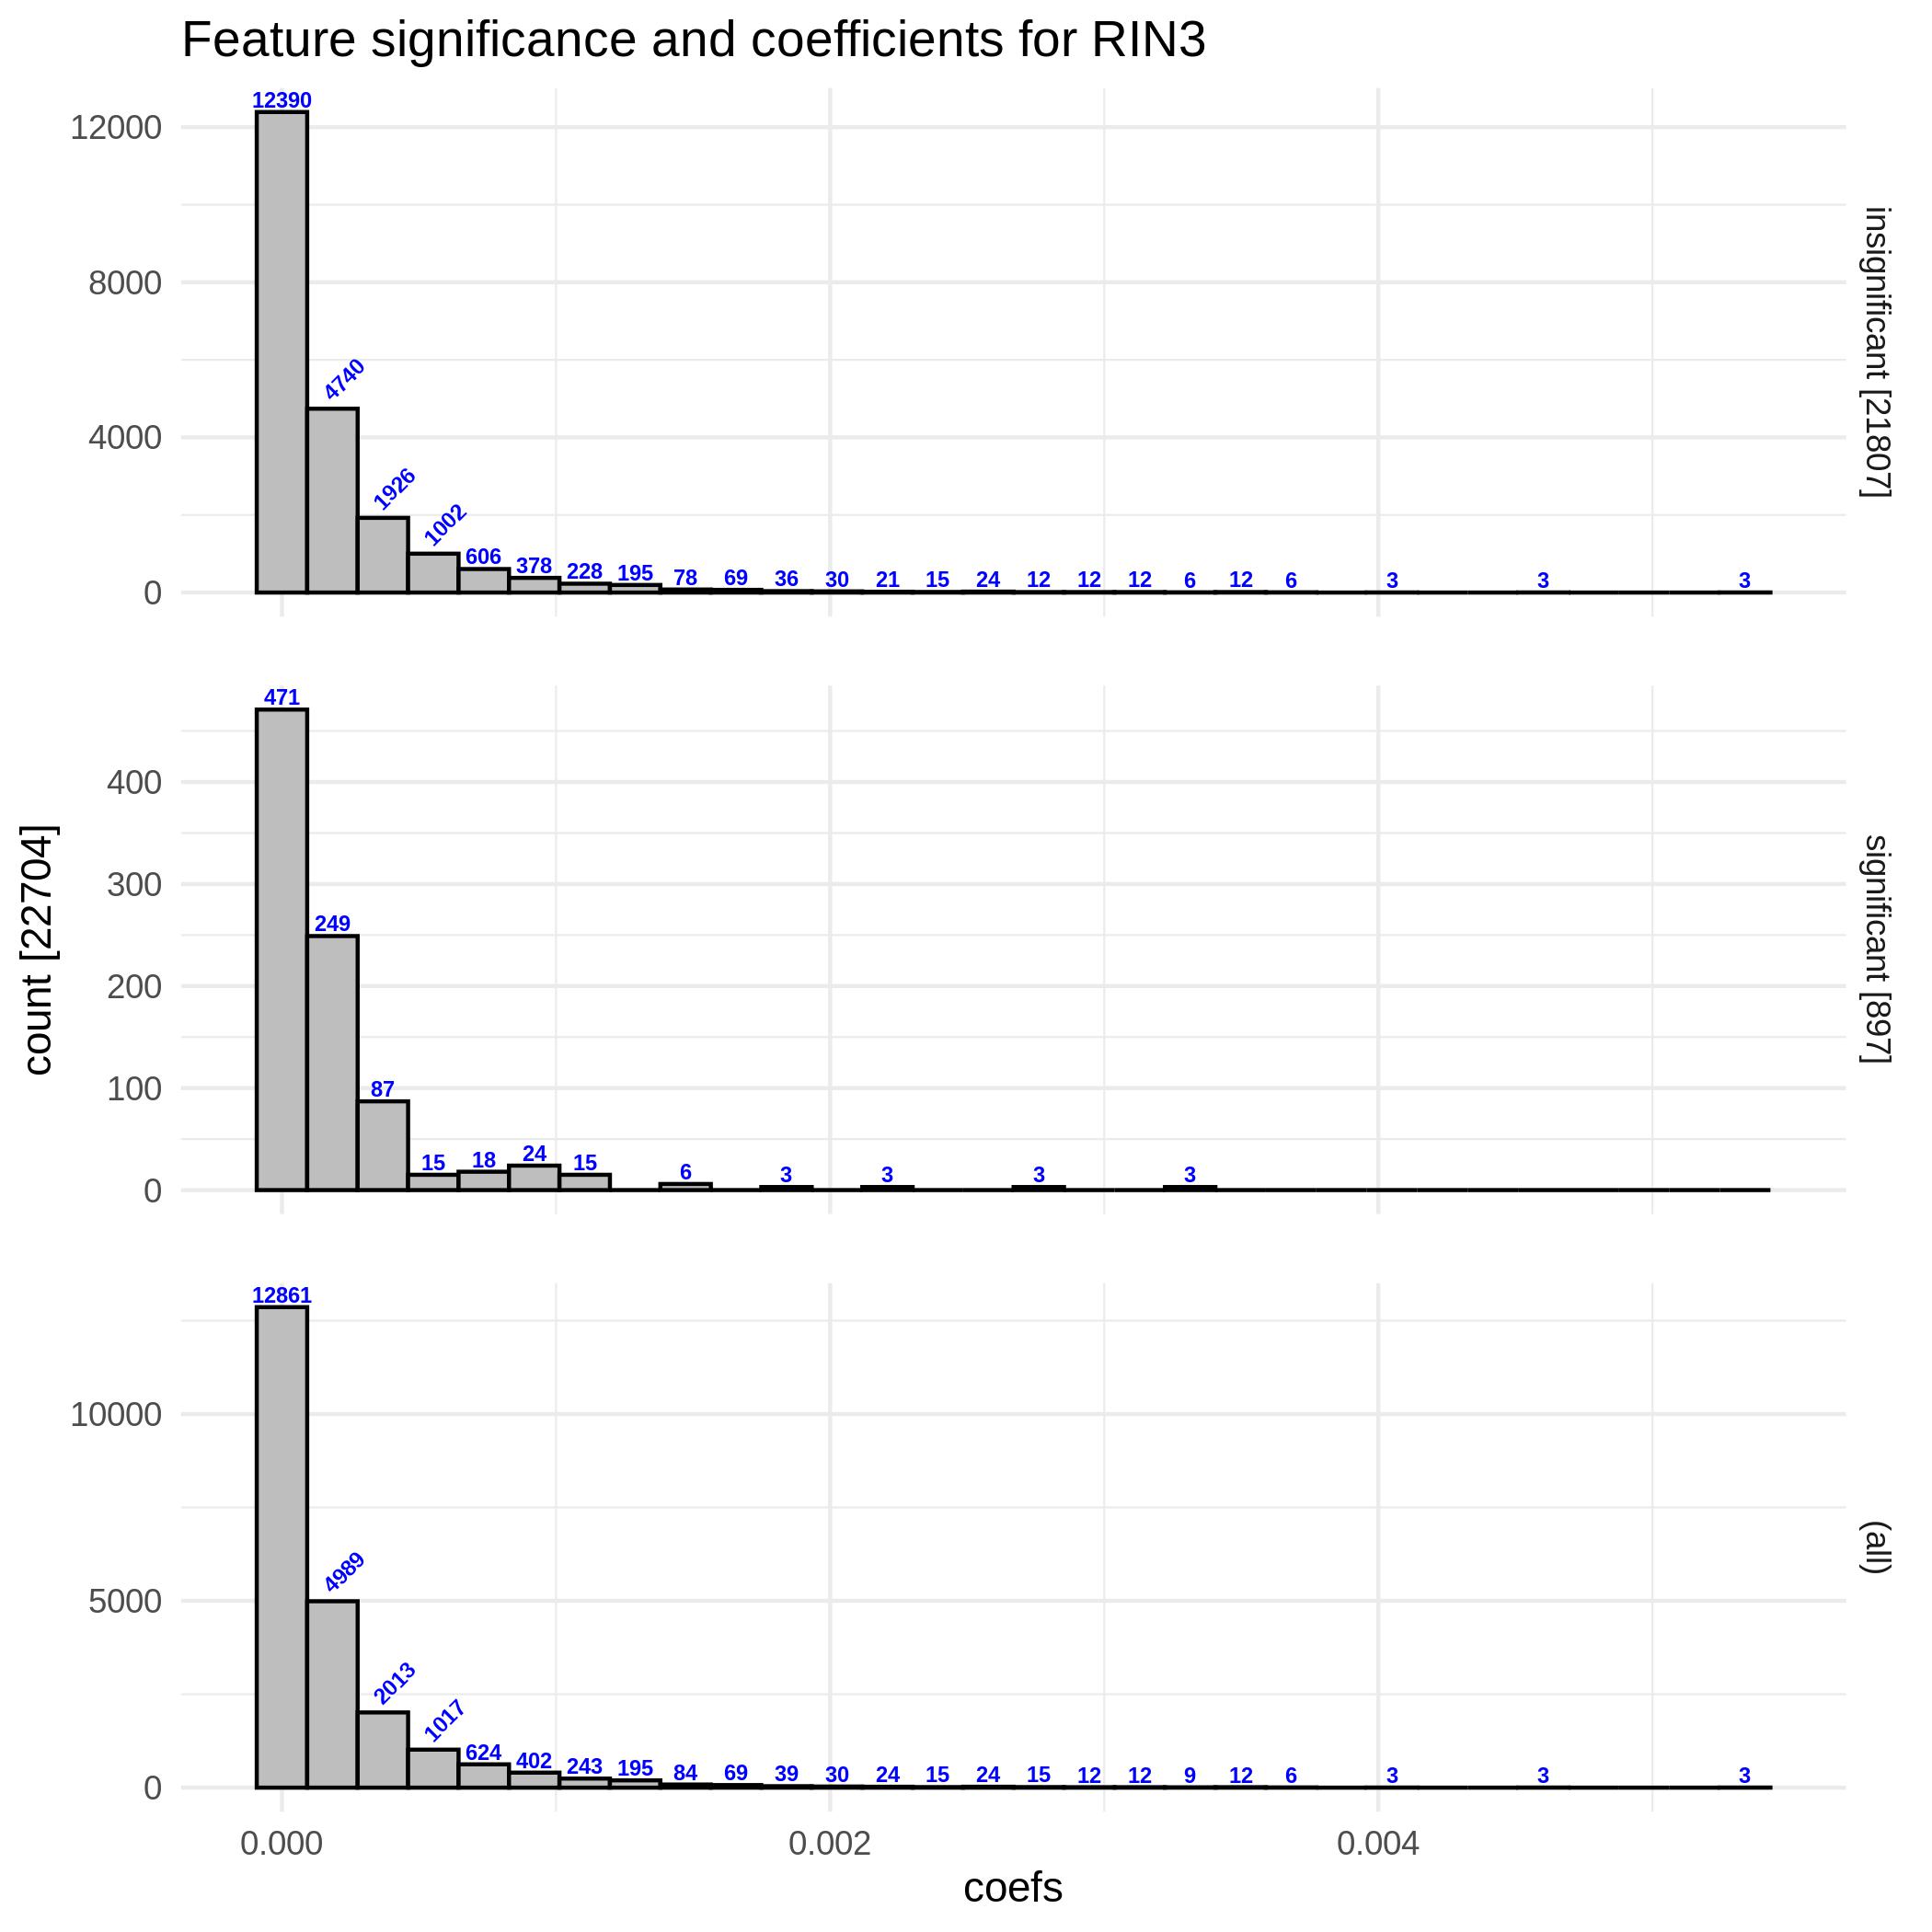 Feature significance and coefficients for RIN3
12390
12000
8000
4000
0
4740
1926
1002
606 378 228 195 78 69 36 30 21 15 24 12 12 12 6 12 6 3 3 3
insignificant [21807]
471
400
300
200
100
0
249
87
15 18 24 15 6 3 3 3 3
significant [897]
count [22704]
12861
10000
5000
0
4989
2013
1017
624 402 243 195 84 69 39 30 24 15 24 15 12 12 9 12 6 3 3 3
(all)
0.000 0.002 0.004
coefs